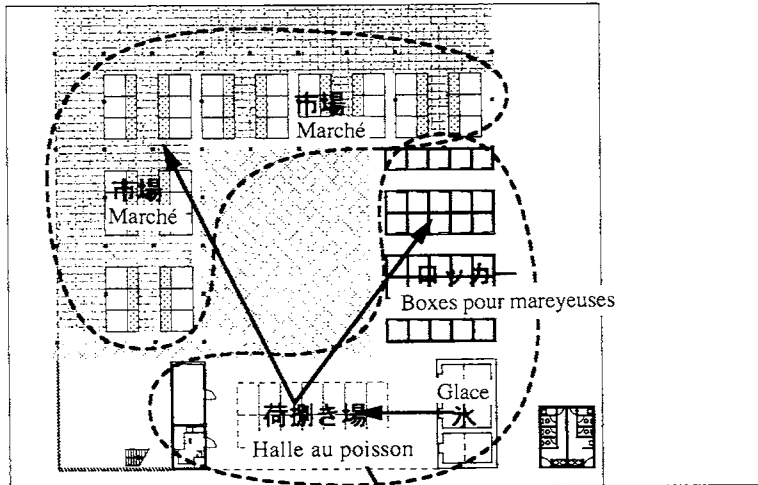 市場
Marché
市場
Marché
ロッカ
Boxes pour mareyeuses
Glace
氷
荷捌き場
Halle au poisson